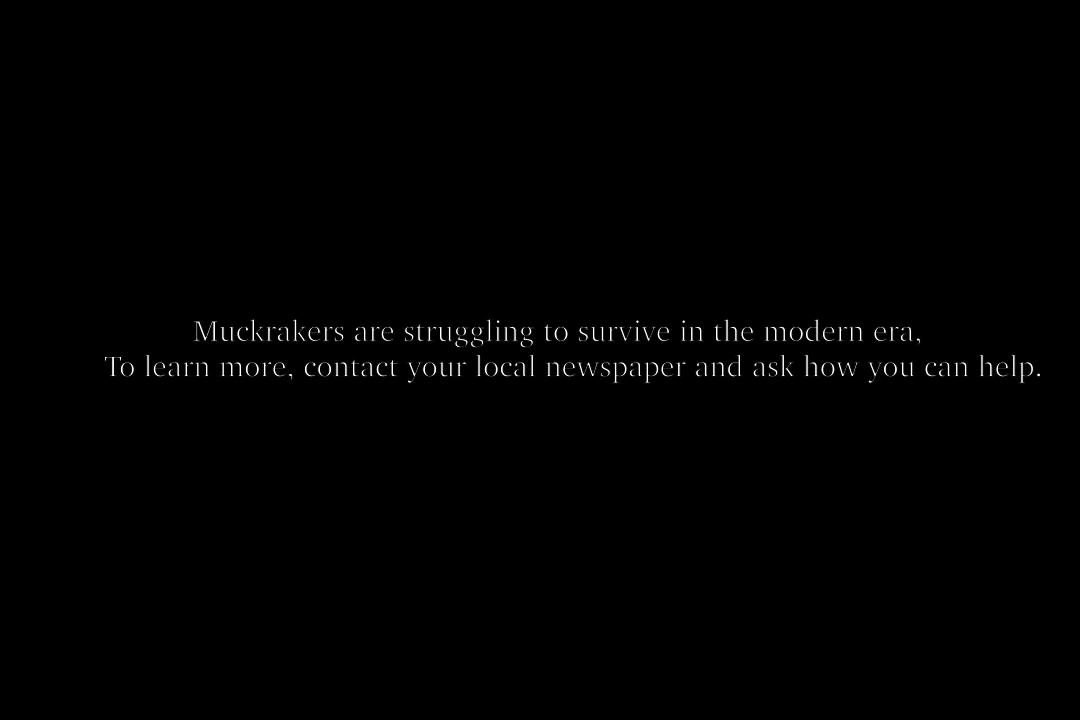 Muckrakers are struggling to survive in the modern era,
To learn more, contact your local newspaper and ask how you can help.